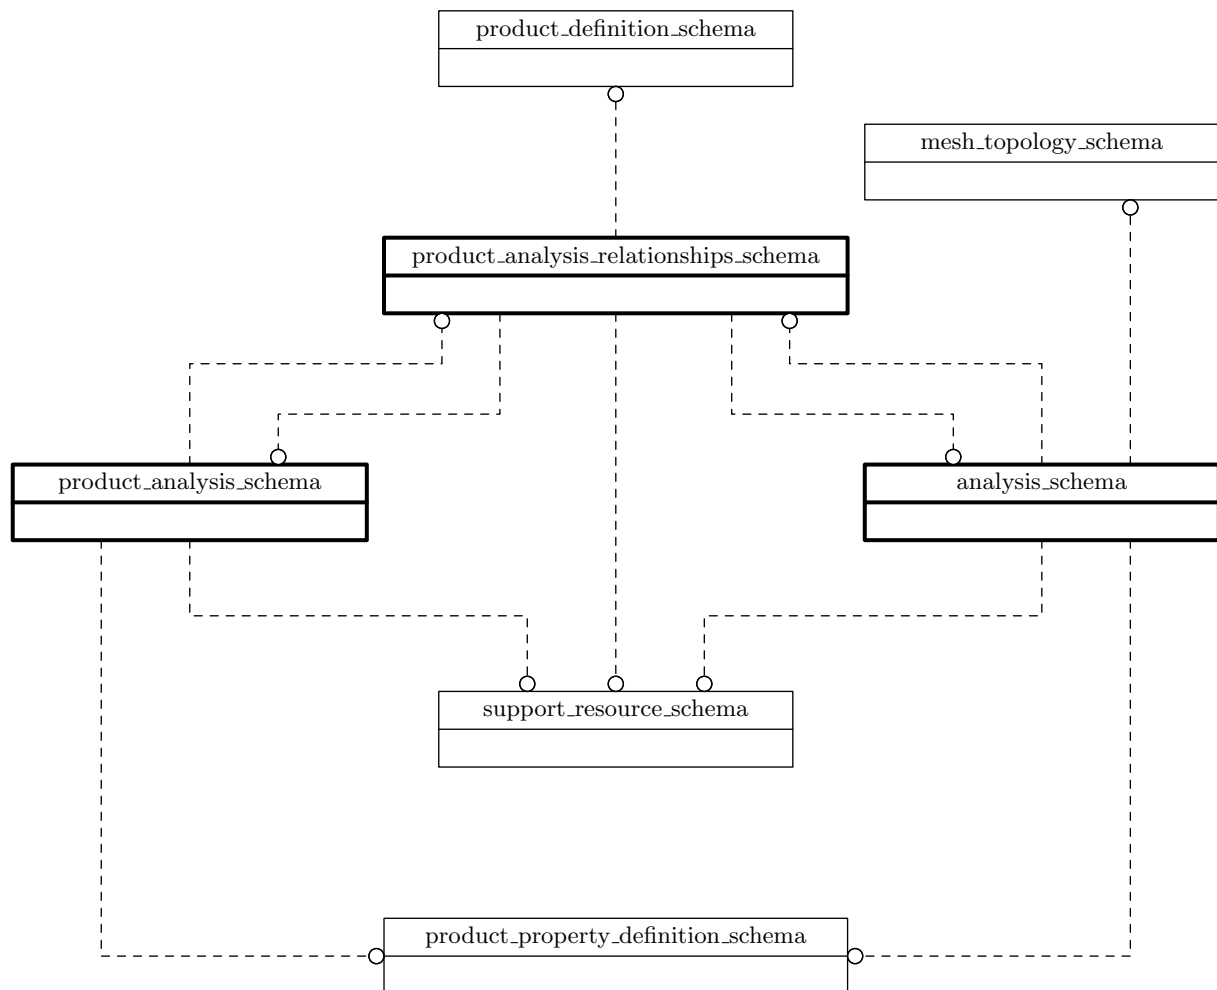 product_definition_schema
mesh_topology_schema
product_analysis_relationships_schema
product_analysis_schema
analysis_schema
support_resource_schema
product_property_definition_schema